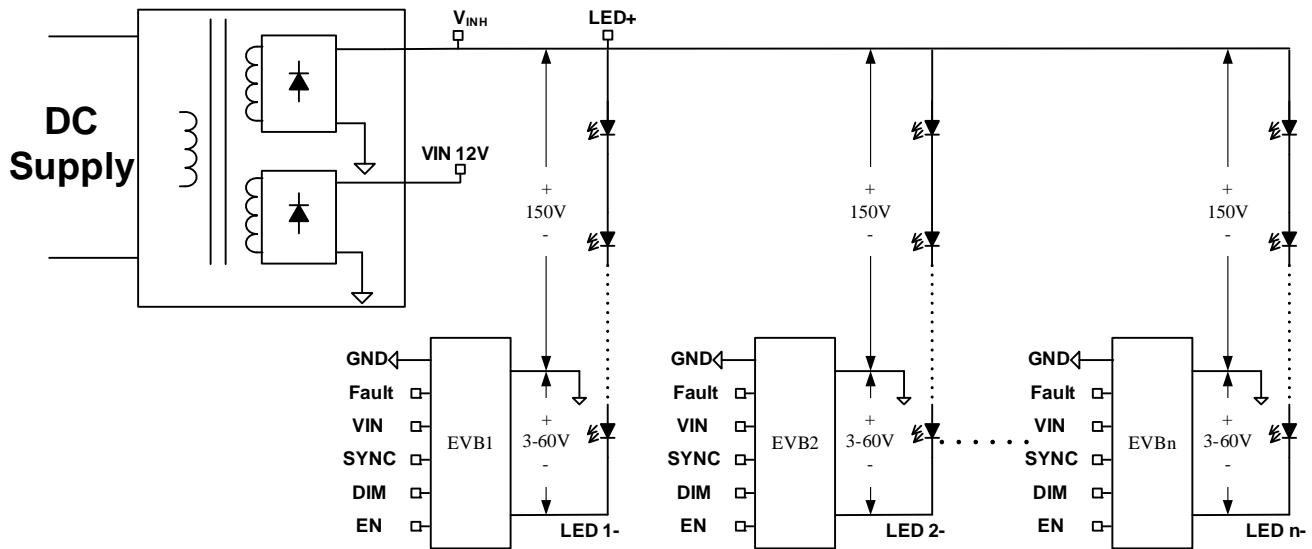 V_INH
LED+
DC
Supply
VIN 12V
+
150V
-
+
150V
-
+
150V
-
GND
Fault
VIN
SYNC
DIM
EN
EVB1
+
3-60V
-
LED 1-
GND
Fault
VIN
SYNC
DIM
EN
EVB2
+
3-60V
-
LED 2-
GND
Fault
VIN
SYNC
DIM
EN
EVBn
+
3-60V
-
LED n-